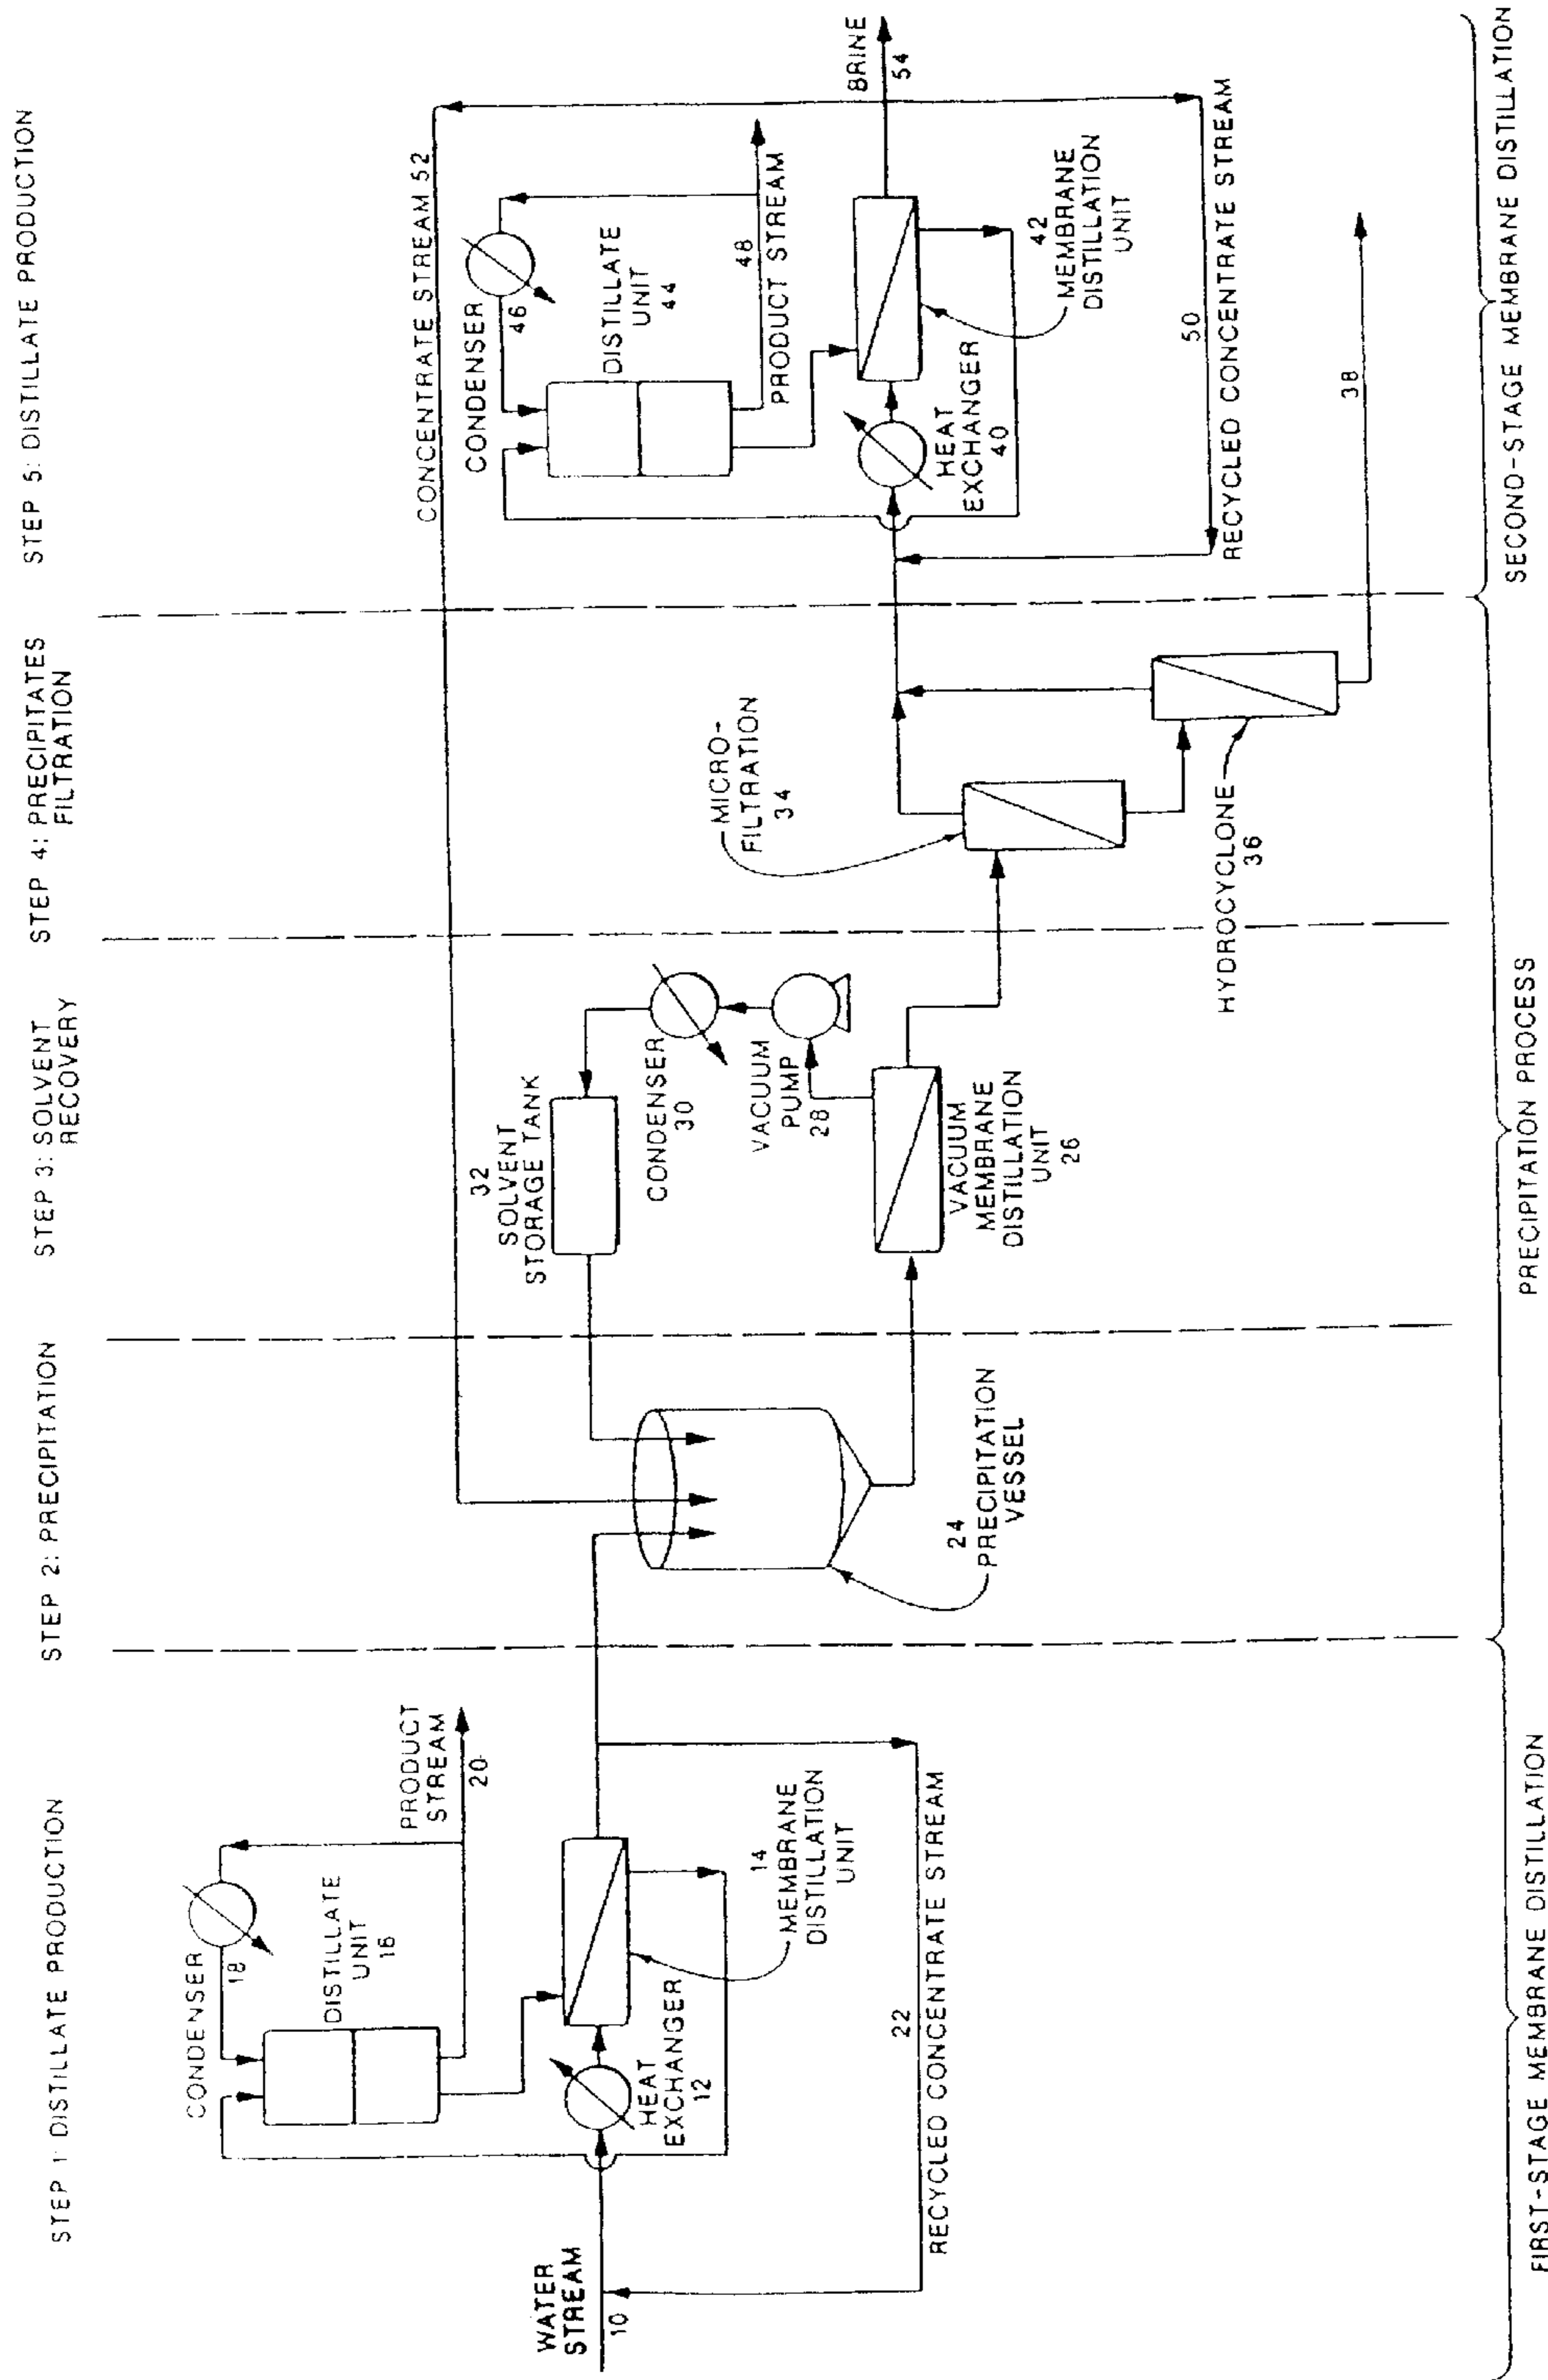 STEP 1: DISTILLATE PRODUCTION
STEP 2: PRECIPITATION
STEP 3: SOLVENT
RECOVERY
STEP 4: PRECIPITATES
FILTRATION
STEP 5: DISTILLATE PRODUCTION
CONDENSER
18
DISTILLATE
UNIT
16
PRODUCT
STREAM
20
WATER
STREAM
10
HEAT
EXCHANGER
12
14
MEMBRANE
DISTILLATION
UNIT
22
RECYCLED CONCENTRATE STREAM
24
PRECIPITATION
VESSEL
32
SOLVENT
STORAGE TANK
CONDENSER
30
VACUUM
PUMP
28
VACUUM
MEMBRANE
DISTILLATION
UNIT
26
MICRO-
FILTRATION
34
HYDROCYCLONE
36
38
CONCENTRATE STREAM 52
CONDENSER
46
DISTILLATE
UNIT
44
48
PRODUCT STREAM
HEAT
EXCHANGER
40
42
MEMBRANE
DISTILLATION
UNIT
BRINE
54
50
RECYCLED CONCENTRATE STREAM
FIRST-STAGE MEMBRANE DISTILLATION
PRECIPITATION PROCESS
SECOND-STAGE MEMBRANE DISTILLATION